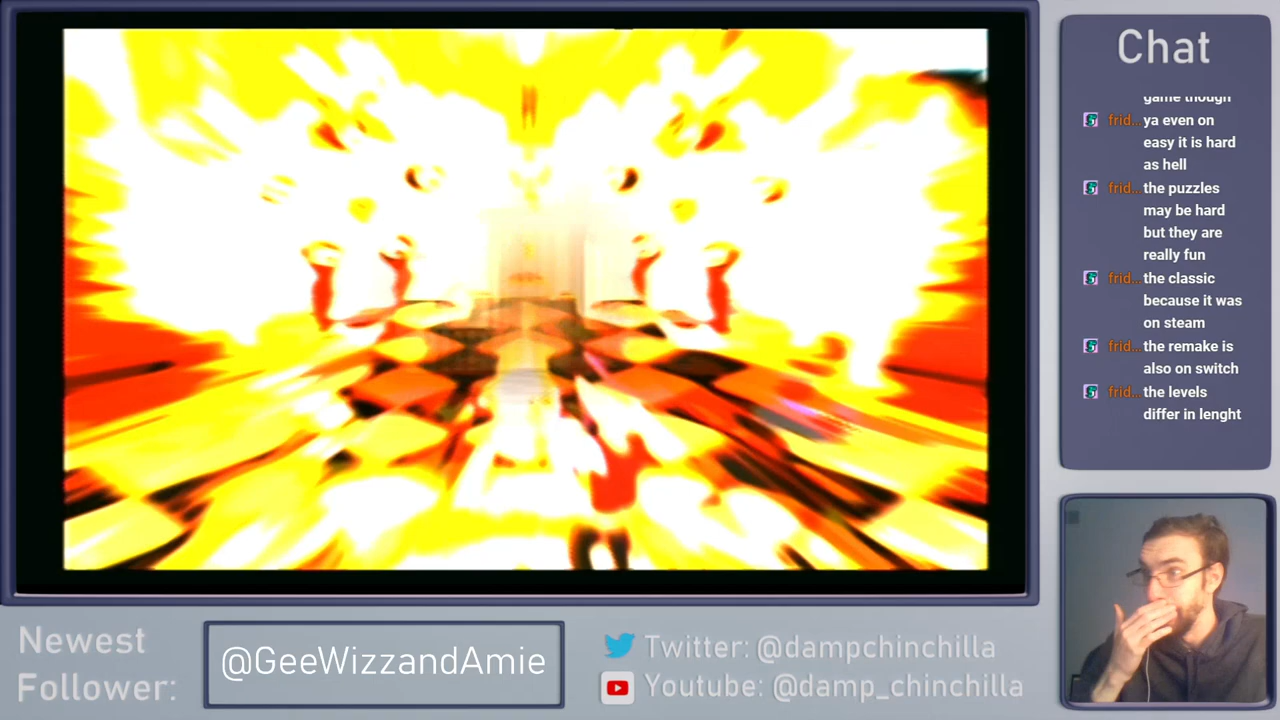 Chat
game though
frid... ya even on
easy it is hard
as hell
frid... the puzzles
may be hard
but they are
really fun
frid... the classic
because it was
on steam
frid... the remake is
also on switch
frid... the levels
differ in lenght
Newest
Follower:
@GeeWizzandAmie
Twitter: @dampchinchilla
Youtube: @damp_chinchilla